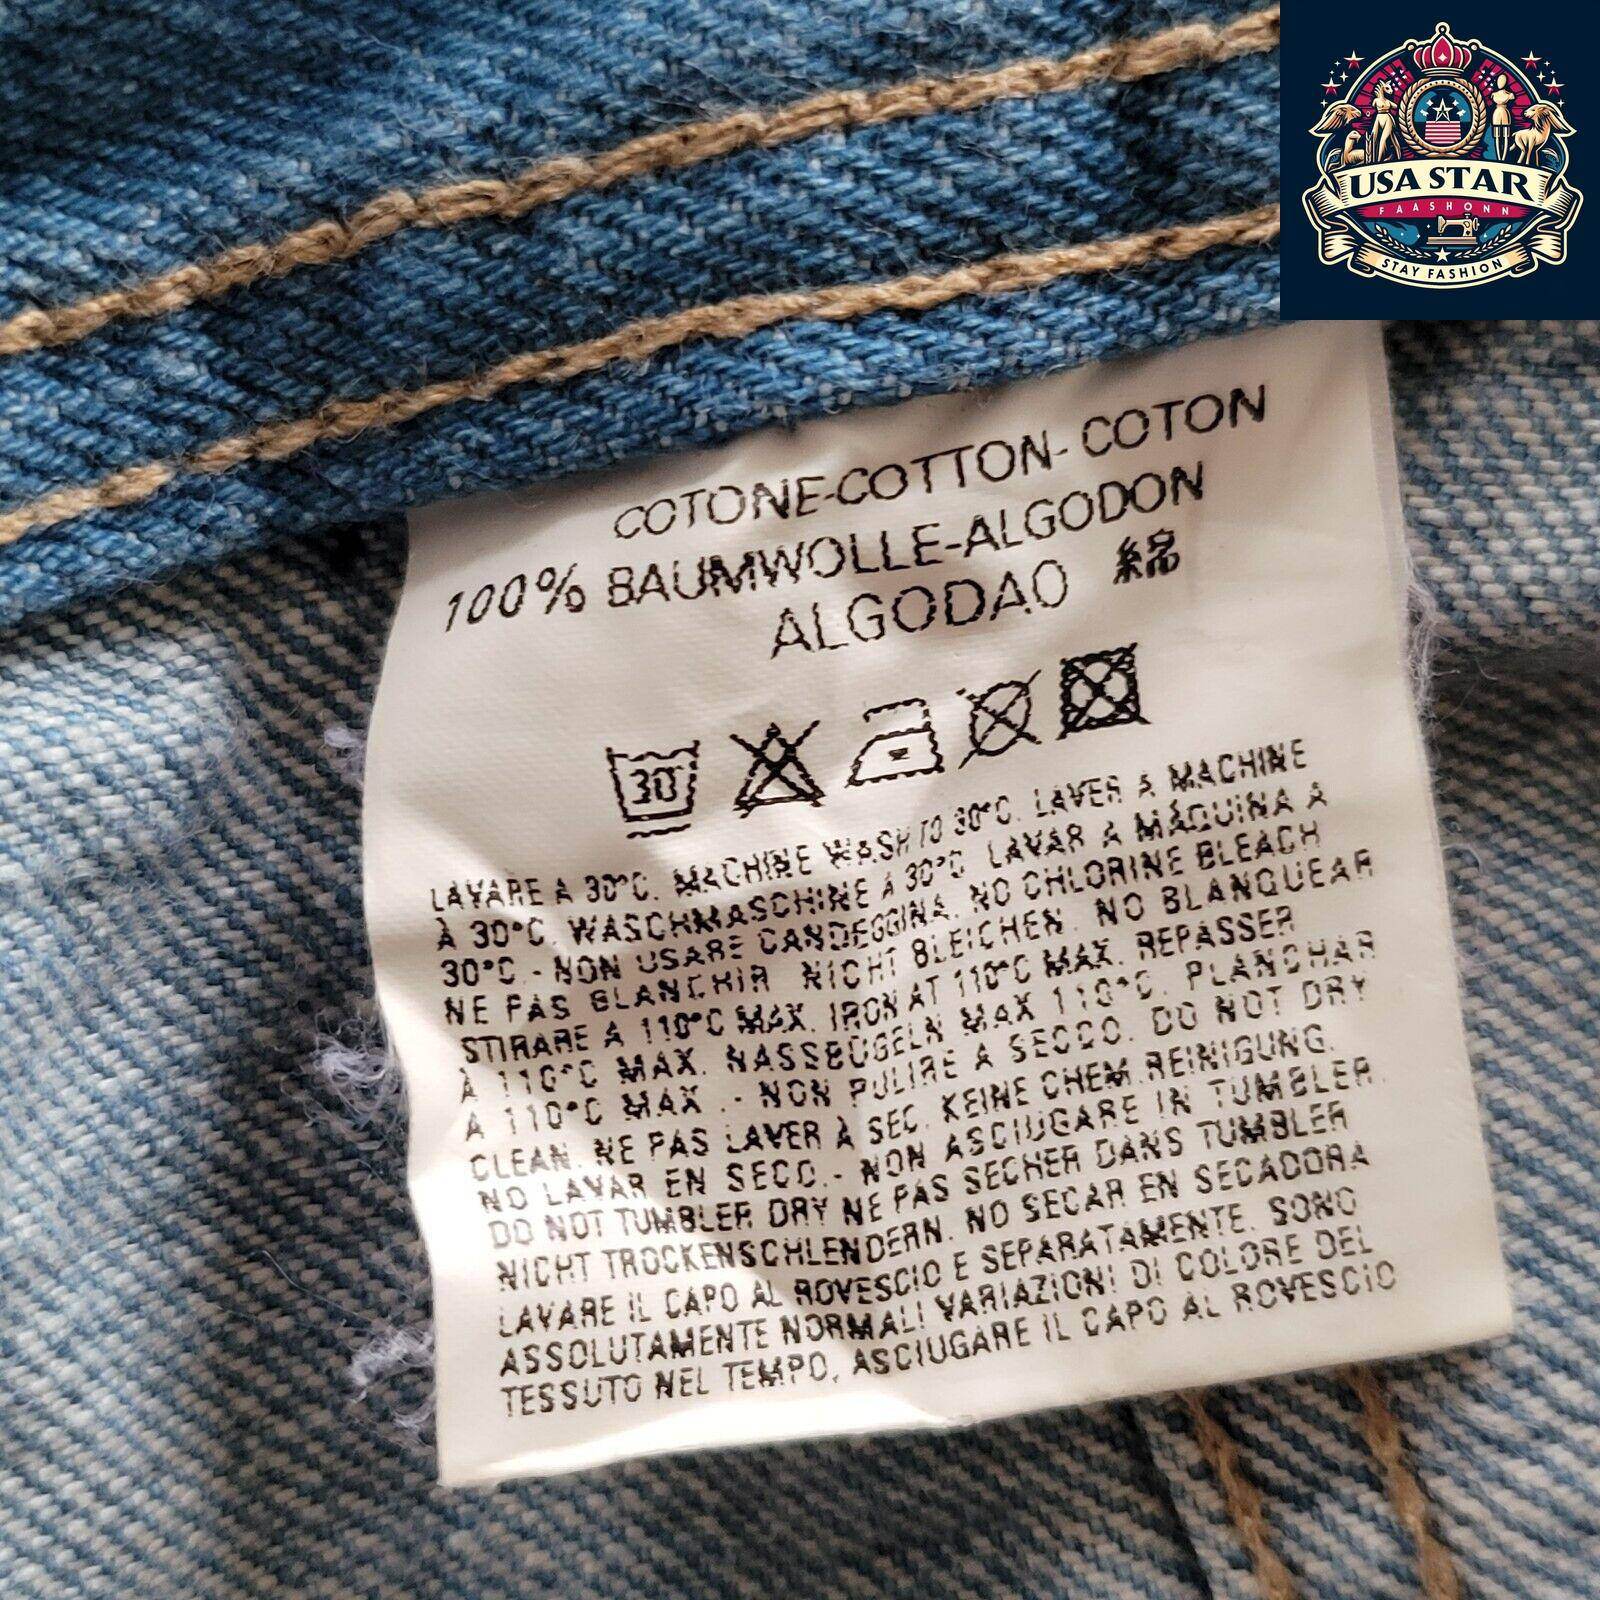 USA STAR
FAASHONN
STAY FASHION
COTONE-COTTON-COTON
100% BAUMWOLLE-ALGODON
ALGODAO 綿
30°
LAVARE A 30°C. MACHINE WASH TO 30°C. LAVER A MACHINE
À 30°C. WASCHMASCHINE À 30°C. LAVAR A MÁQUINA A
30°C. - NON USARE CANDEGGINA. NO CHLORINE BLEACH
NE PAS BLANCHIR NICHT BLEICHEN. NO BLANQUEAR
STIRARE A 110°C MAX. IRON AT 110°C MAX. REPASSER
À 110°C MAX. NASSBÜGELN MAX 110°C. PLANCHAR
A 110°C MAX .- NON PULIRE A SECCO. DO NOT DRY
CLEAN. NE PAS LAVER À SEC. KEINE CHEM.REINIGUNG.
NO LAVAR EN SECO.- NON ASCIUGARE IN TUMBLER.
DO NOT TUMBLER DRY NE PAS SECHER DANS TUMBLER
NICHT TROCKENSCHLENDERN. NO SECAR EN SECADORA
LAVARE IL CAPO AL ROVESCIO E SEPARATAMENTE. SONO
ASSOLUTAMENTE NORMALI VARIAZIONI DI COLORE DEL
TESSUTO NEL TEMPO, ASCIUGARE IL CAPO AL ROVESCIO